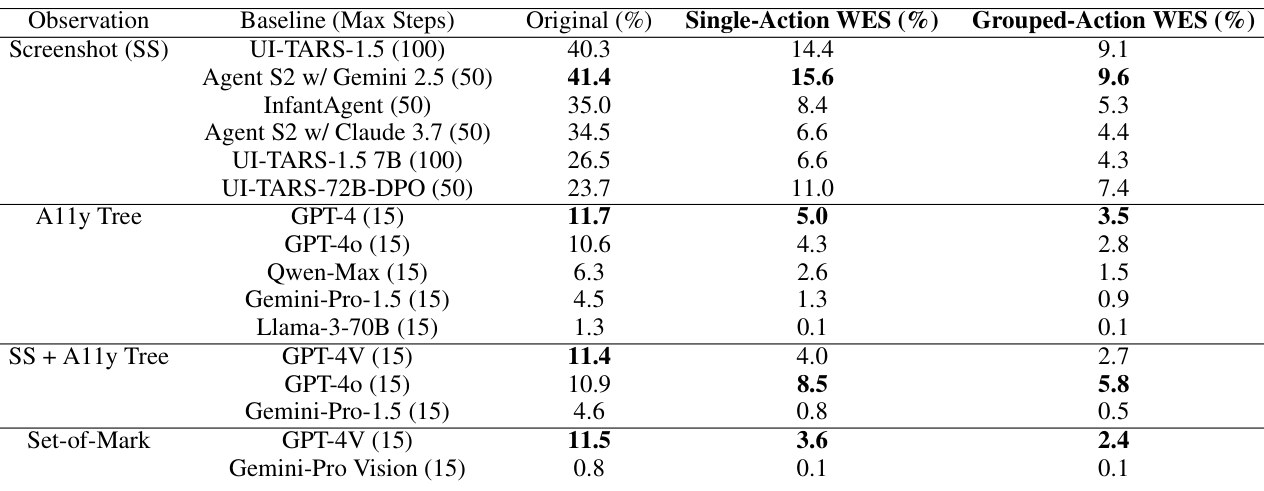 Observation Baseline (Max Steps) Original (%) Single-Action WES (%) Grouped-Action WES (%)
Screenshot (SS) UI-TARS-1.5 (100) 40.3 14.4 9.1
Agent S2 w/ Gemini 2.5 (50) 41.4 15.6 9.6
InfantAgent (50) 35.0 8.4 5.3
Agent S2 w/ Claude 3.7 (50) 34.5 6.6 4.4
UI-TARS-1.5 7B (100) 26.5 6.6 4.3
UI-TARS-72B-DPO (50) 23.7 11.0 7.4
A11y Tree GPT-4 (15) 11.7 5.0 3.5
GPT-4o (15) 10.6 4.3 2.8
Qwen-Max (15) 6.3 2.6 1.5
Gemini-Pro-1.5 (15) 4.5 1.3 0.9
Llama-3-70B (15) 1.3 0.1 0.1
SS + A11y Tree GPT-4V (15) 11.4 4.0 2.7
GPT-4o (15) 10.9 8.5 5.8
Gemini-Pro-1.5 (15) 4.6 0.8 0.5
Set-of-Mark GPT-4V (15) 11.5 3.6 2.4
Gemini-Pro Vision (15) 0.8 0.1 0.1